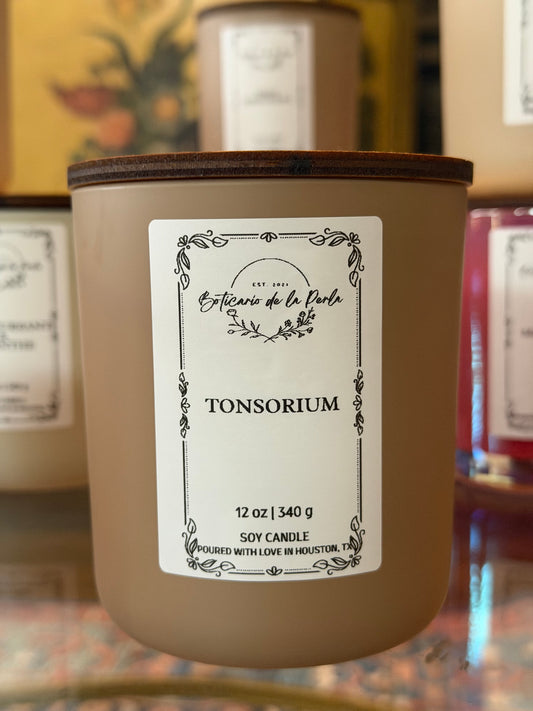 EST. 2021
Boticario de la Perla
TONSORIUM
12 oz | 340 g
SOY CANDLE
POURED WITH LOVE IN HOUSTON, TX